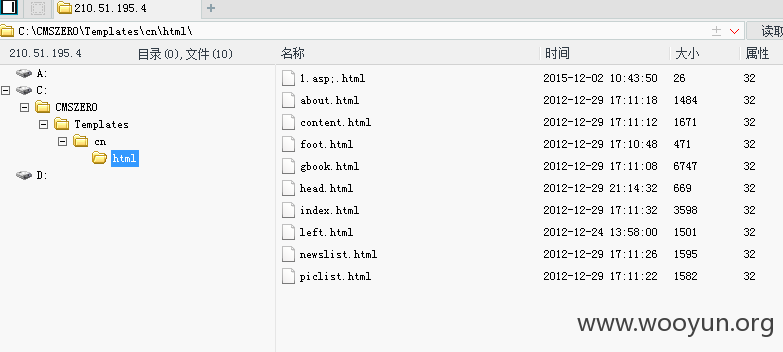 210.51.195.4 +
C:\CMSZERO\Templates\cn\html\ 读取
210.51.195.4 目录(0),文件(10) 名称 时间 大小 属性
A:
C:
CMSZERO
Templates
cn
html
D:
1.asp;.html 2015-12-02 10:43:50 26 32
about.html 2012-12-29 17:11:18 1484 32
content.html 2012-12-29 17:11:12 1671 32
foot.html 2012-12-29 17:10:48 471 32
gbook.html 2012-12-29 17:11:08 6747 32
head.html 2012-12-29 21:14:32 669 32
index.html 2012-12-29 17:11:32 3598 32
left.html 2012-12-24 13:58:00 1501 32
newslist.html 2012-12-29 17:11:26 1595 32
piclist.html 2012-12-29 17:11:22 1582 32
www.wooyun.org